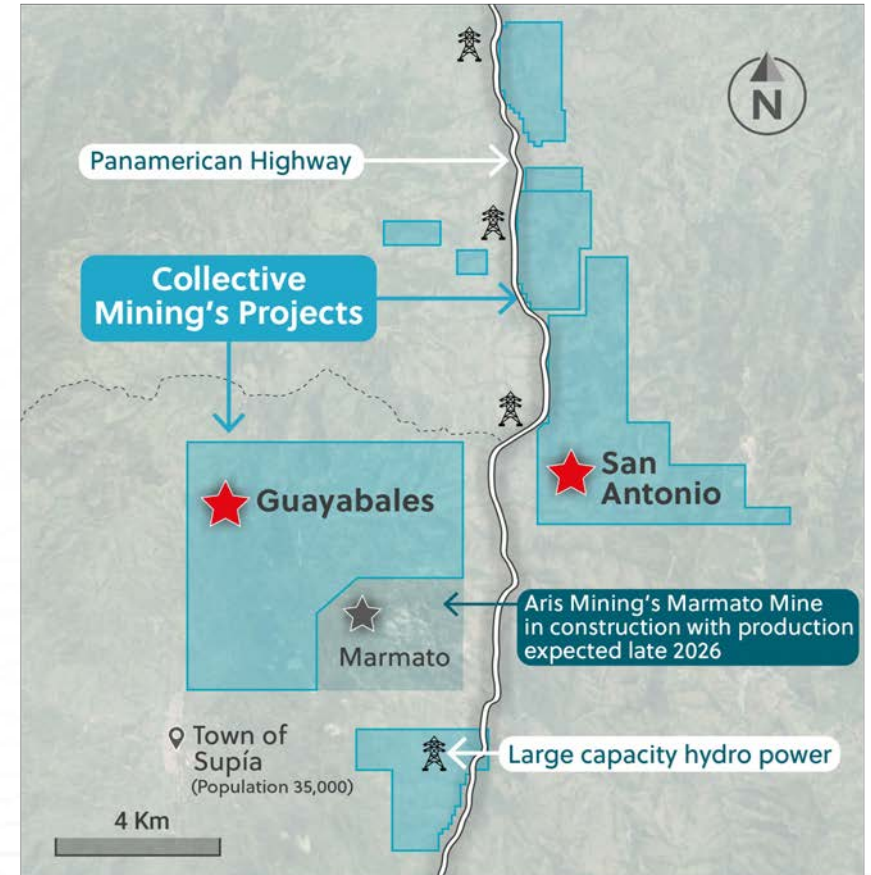 N
Panamerican Highway
Collective
Mining's Projects
San
Antonio
Guayabales
Aris Mining's Marmato Mine
in construction with production
expected late 2026
Marmato
Town of
Supía
(Population 35,000)
Large capacity hydro power
4 Km